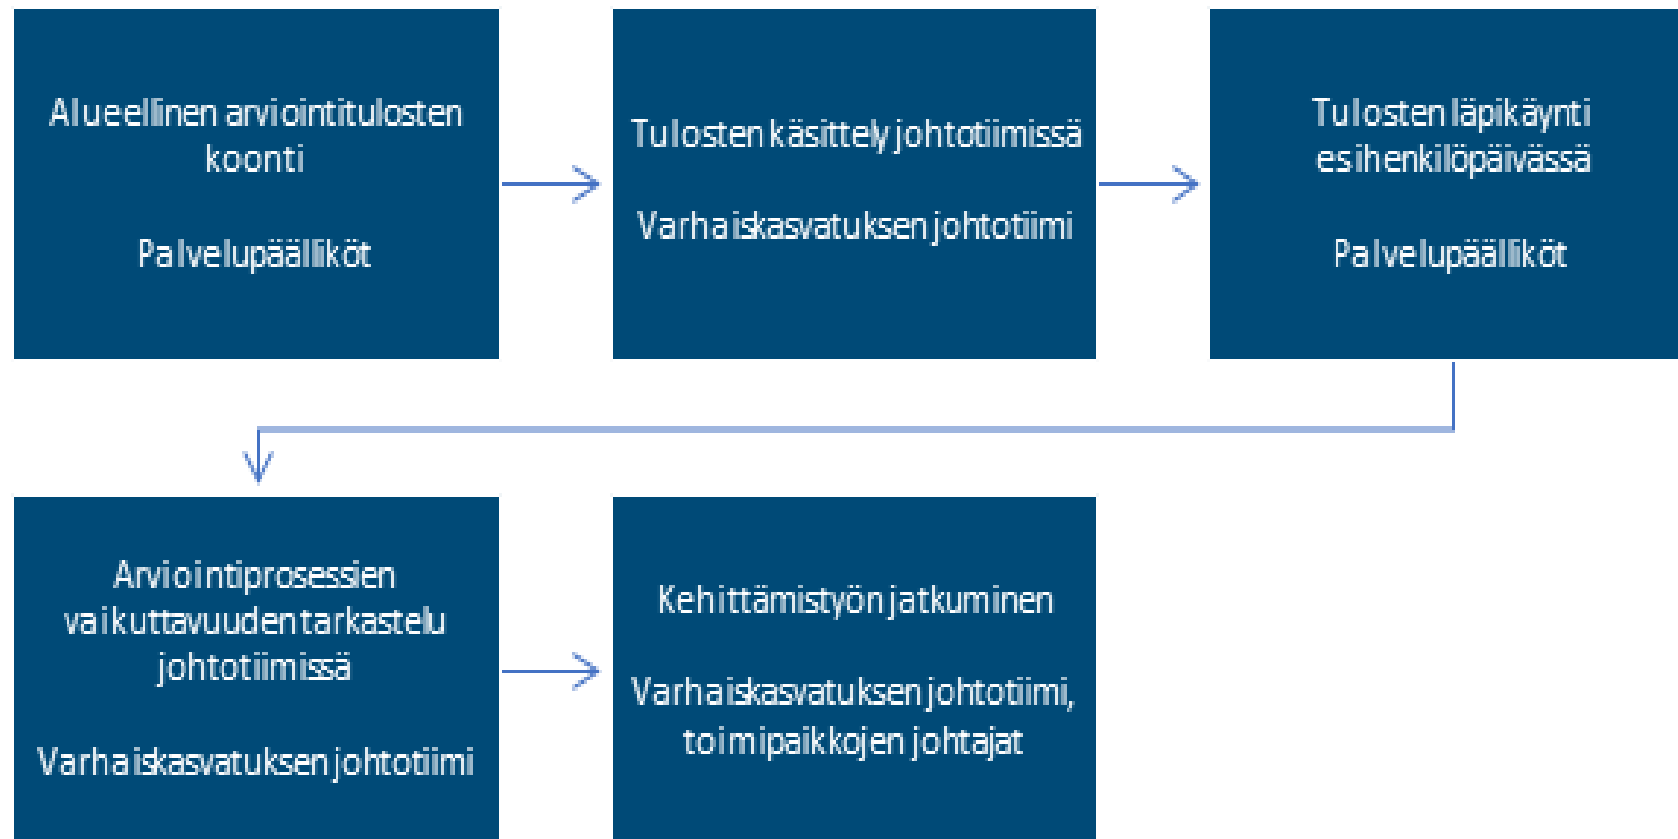 Alueellinen arviointitulosten
koonti
Palvelupäälliköt
Tulosten käsittely johtotiimissä
Varhaiskasvatuksen johtotiimi
Tulosten läpikäynti
esihenkilöpäivässä
Palvelupäälliköt
Arviointiprosessien
vaikuttavuuden tarkastelu
johtotiimissä
Varhaiskasvatuksen johtotiimi
Kehittämistyön jatkuminen
Varhaiskasvatuksen johtotiimi,
toimipaikkojen johtajat